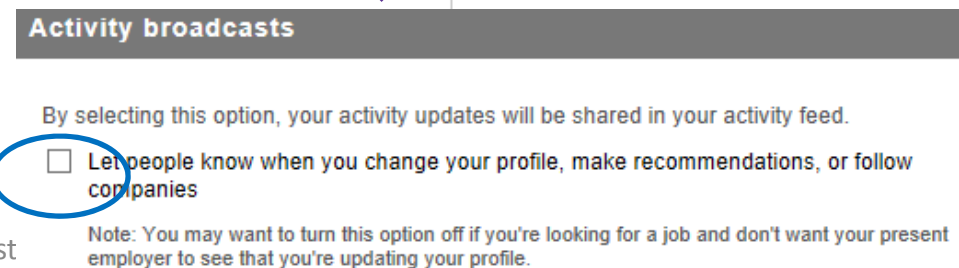 Activity broadcasts
By selecting this option, your activity updates will be shared in your activity feed.
Let people know when you change your profile, make recommendations, or follow
companies
Note: You may want to turn this option off if you're looking for a job and don't want your present
st
employer to see that you're updating your profile.